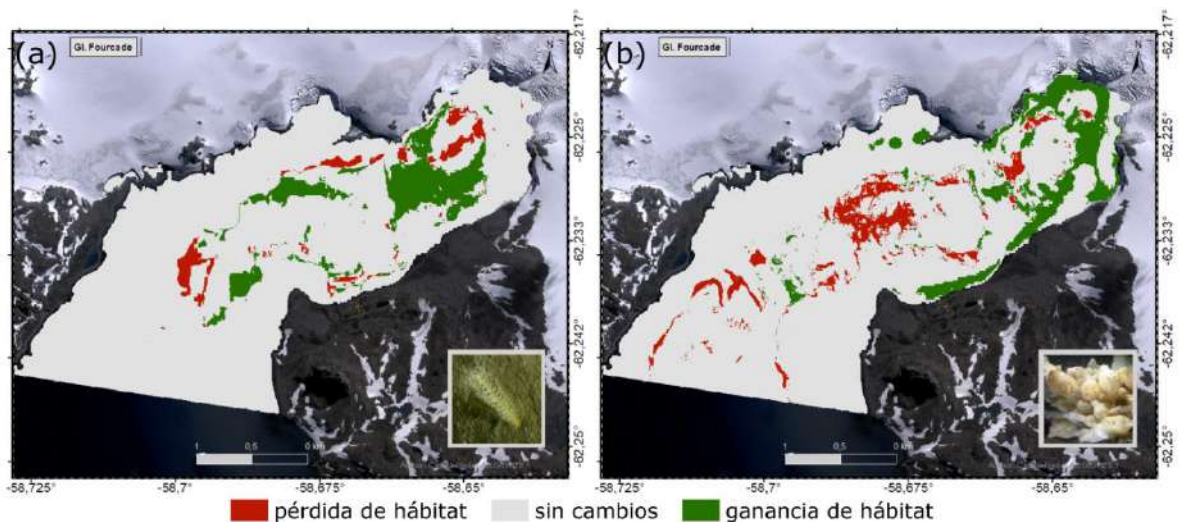 (a)
Gl. Fourcade
N
1 0,5 0 km
(b)
Gl. Fourcade
N
1 0,5 0 km
-62,217°
-62,225°
-62,233°
-62,242°
-62,25°
-62,217°
-62,225°
-62,233°
-62,242°
-62,25°
-58,725° -58,7° -58,675° -58,65° -58,725° -58,7° -58,675° -58,65°
pérdida de hábitat sin cambios ganancia de hábitat